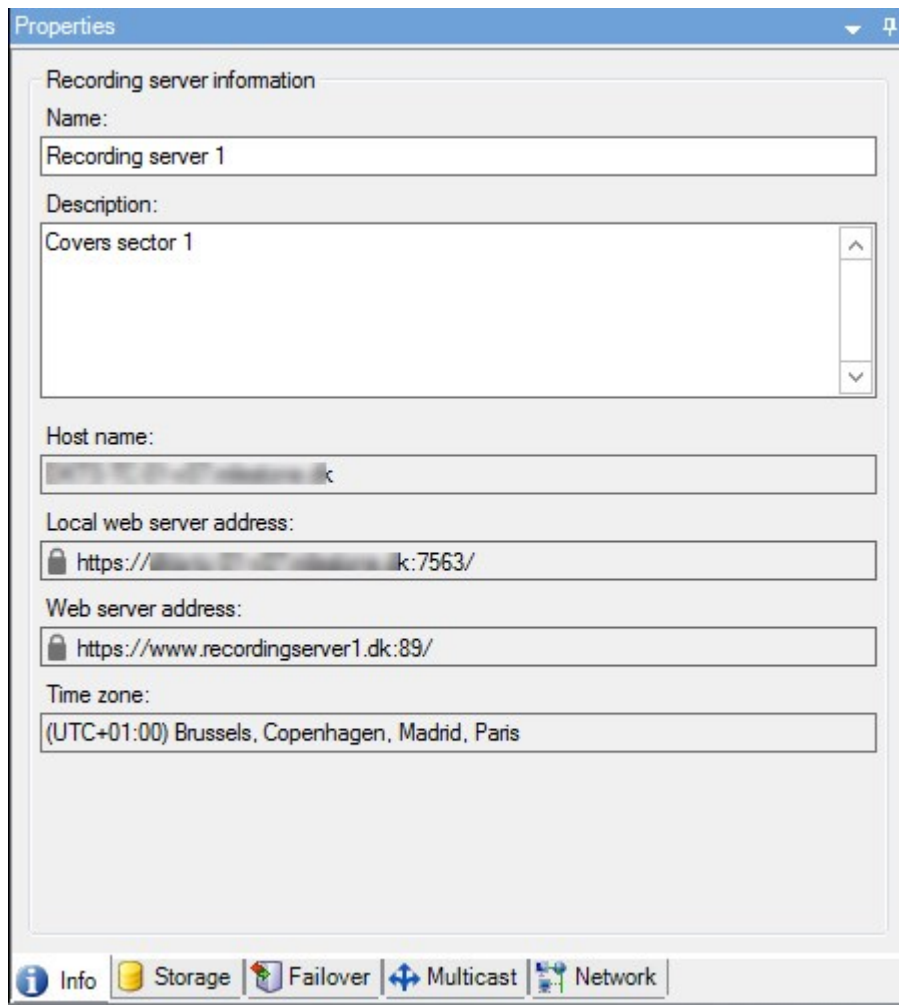 Properties
Recording server information
Name:
Recording server 1
Description:
Covers sector 1
Host name:
Local web server address:
https:// k:7563/
Web server address:
https://www.recordingserver1.dk:89/
Time zone:
(UTC+01:00) Brussels, Copenhagen, Madrid, Paris
Info Storage Failover Multicast Network